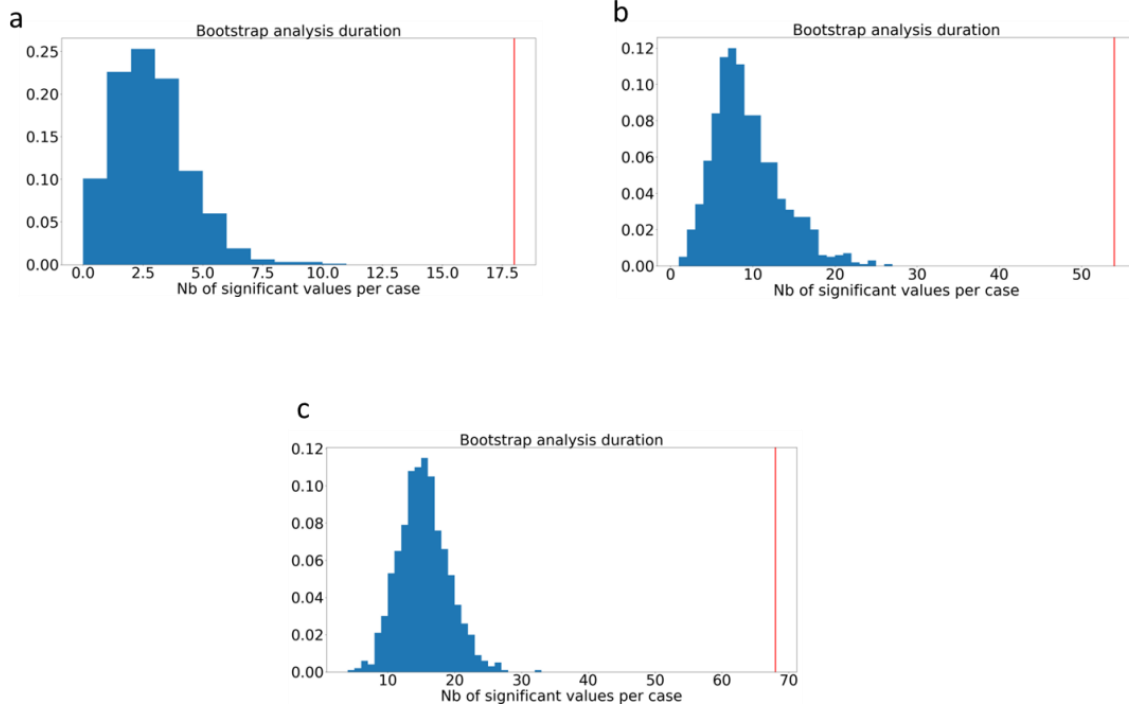 a
Bootstrap analysis duration
0.25
0.20
0.15
0.10
0.05
0.00
0.0 2.5 5.0 7.5 10.0 12.5 15.0 17.5
Nb of significant values per case
b
Bootstrap analysis duration
0.12
0.10
0.08
0.06
0.04
0.02
0.00
0 10 20 30 40 50
Nb of significant values per case
c
Bootstrap analysis duration
0.12
0.10
0.08
0.06
0.04
0.02
0.00
10 20 30 40 50 60 70
Nb of significant values per case